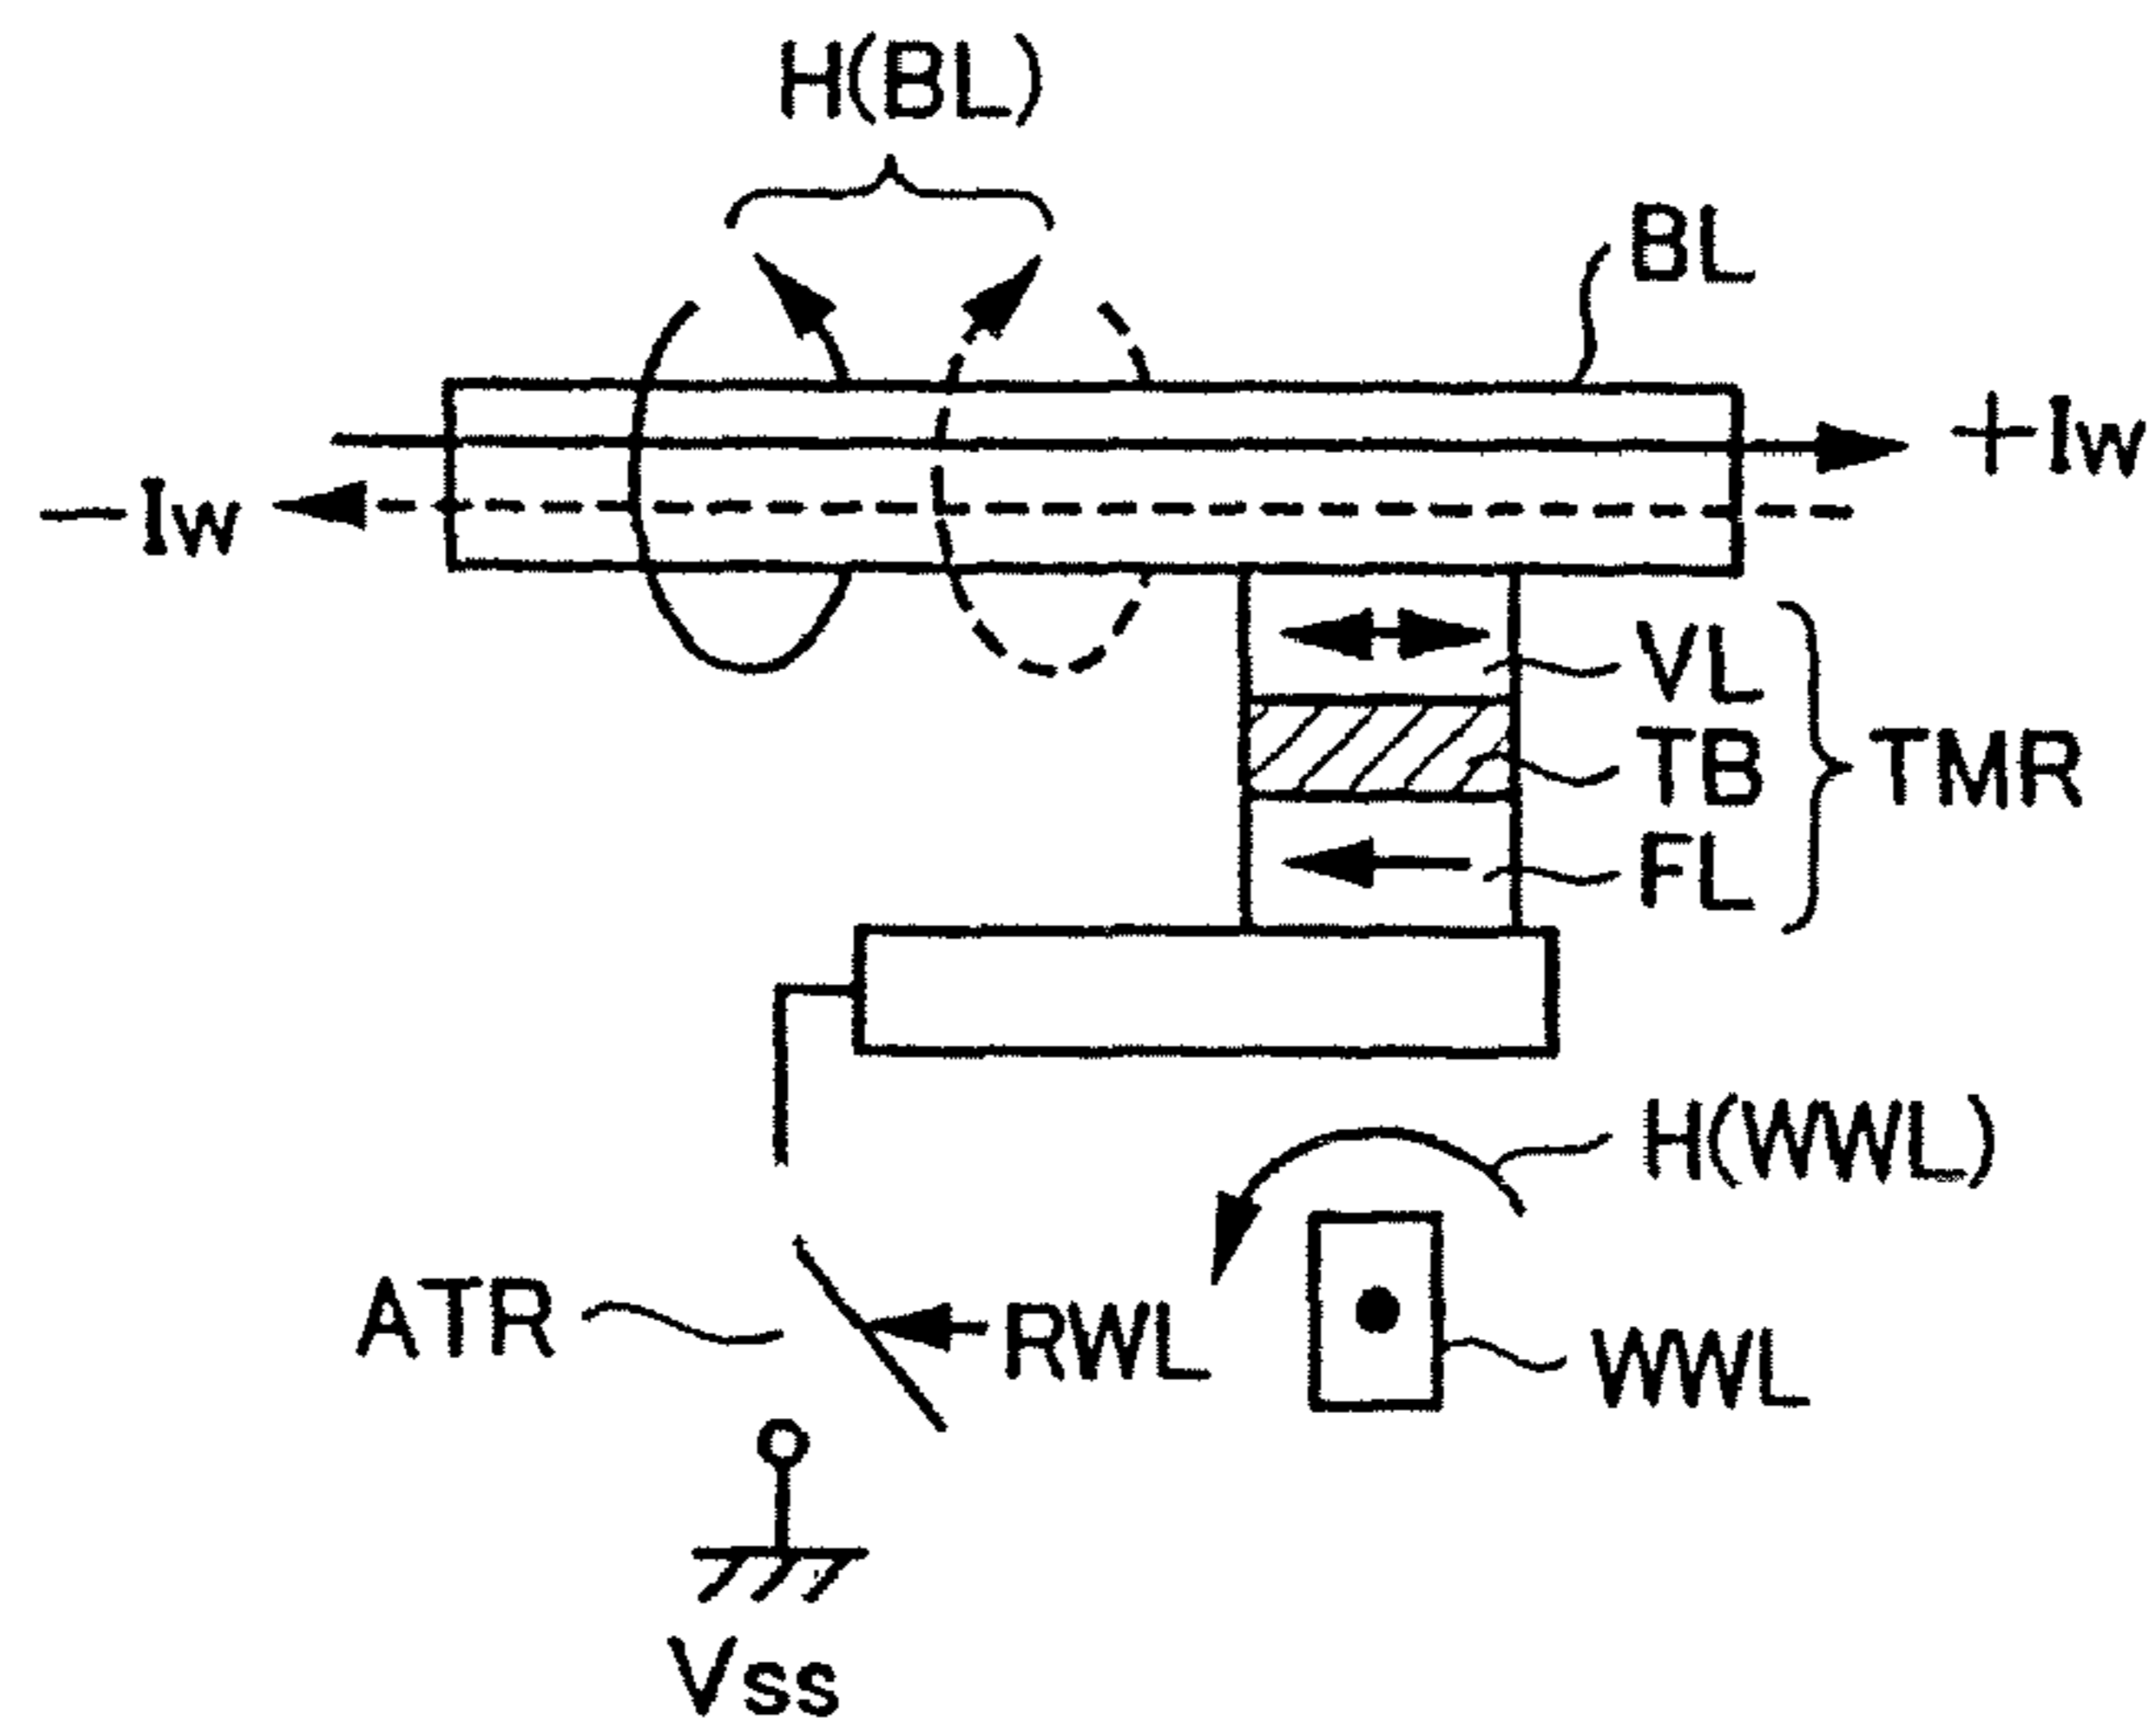 H(BL)
BL
+Iw
−Iw
VL
TB
TMR
FL
H(WWL)
ATR
RWL
WWL
Vss